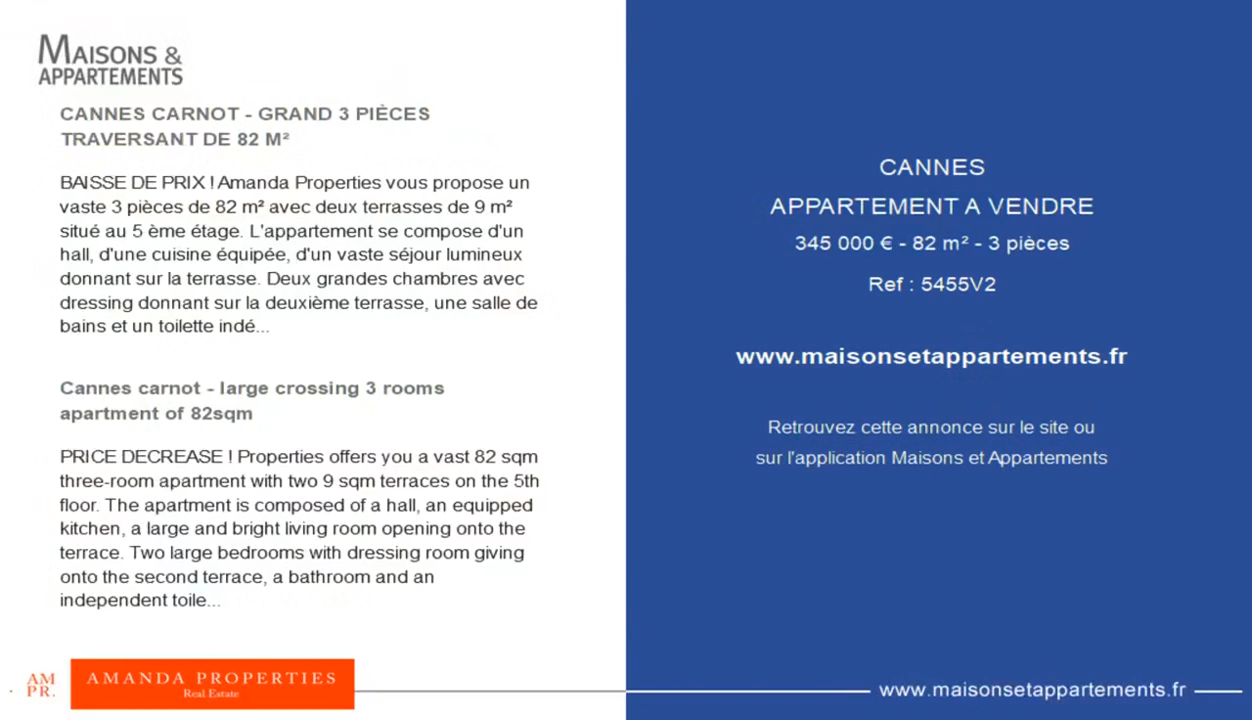 MAISONS &
APPARTEMENTS
CANNES CARNOT - GRAND 3 PIÈCES
TRAVERSANT DE 82 M²
BAISSE DE PRIX ! Amanda Properties vous propose un
vaste 3 pièces de 82 m² avec deux terrasses de 9 m²
situé au 5 ème étage. L'appartement se compose d'un
hall, d'une cuisine équipée, d'un vaste séjour lumineux
donnant sur la terrasse. Deux grandes chambres avec
dressing donnant sur la deuxième terrasse, une salle de
bains et un toilette indé...
Cannes carnot - large crossing 3 rooms
apartment of 82sqm
PRICE DECREASE ! Properties offers you a vast 82 sqm
three-room apartment with two 9 sqm terraces on the 5th
floor. The apartment is composed of a hall, an equipped
kitchen, a large and bright living room opening onto the
terrace. Two large bedrooms with dressing room giving
onto the second terrace, a bathroom and an
independent toile...
AM
PR.
AMANDA PROPERTIES
Real Estate
CANNES
APPARTEMENT A VENDRE
345 000 € - 82 m² - 3 pièces
Ref : 5455V2
www.maisonsetappartements.fr
Retrouvez cette annonce sur le site ou
sur l'application Maisons et Appartements
www.maisonsetappartements.fr